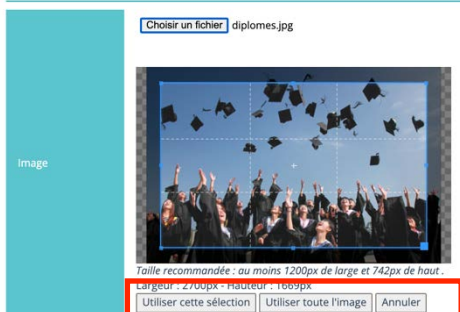 Choisir un fichier diplomes.jpg
Image
Taille recommandée : au moins 1200px de large et 742px de haut .
Largeur : 2700px - Hauteur : 1669px
Utiliser cette sélection Utiliser toute l'image Annuler